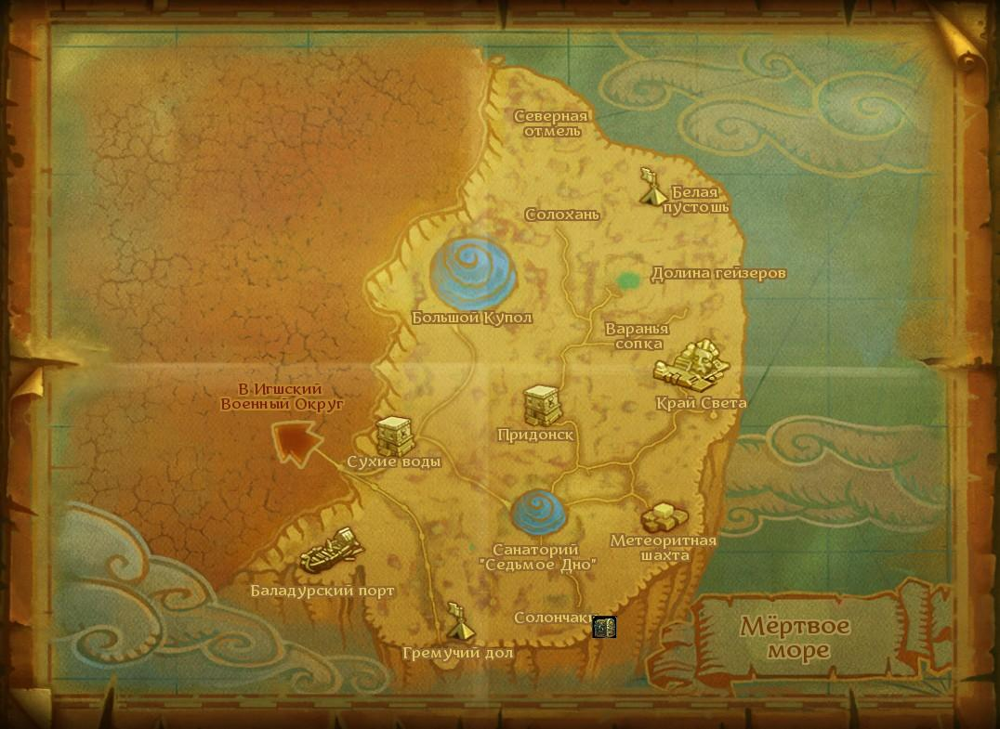 Северная
отмель
Белая
пустошь
Солохань
Долина гейзеров
Большой Купол
Варанья
сопка
В Игшский
Военный Округ
Край Света
Придонск
Сухие воды
Метеоритная
шахта
Санаторий
"Седьмое Дно"
Баладурский порт
Солончаки
Гремучий дол
Мёртвое
море